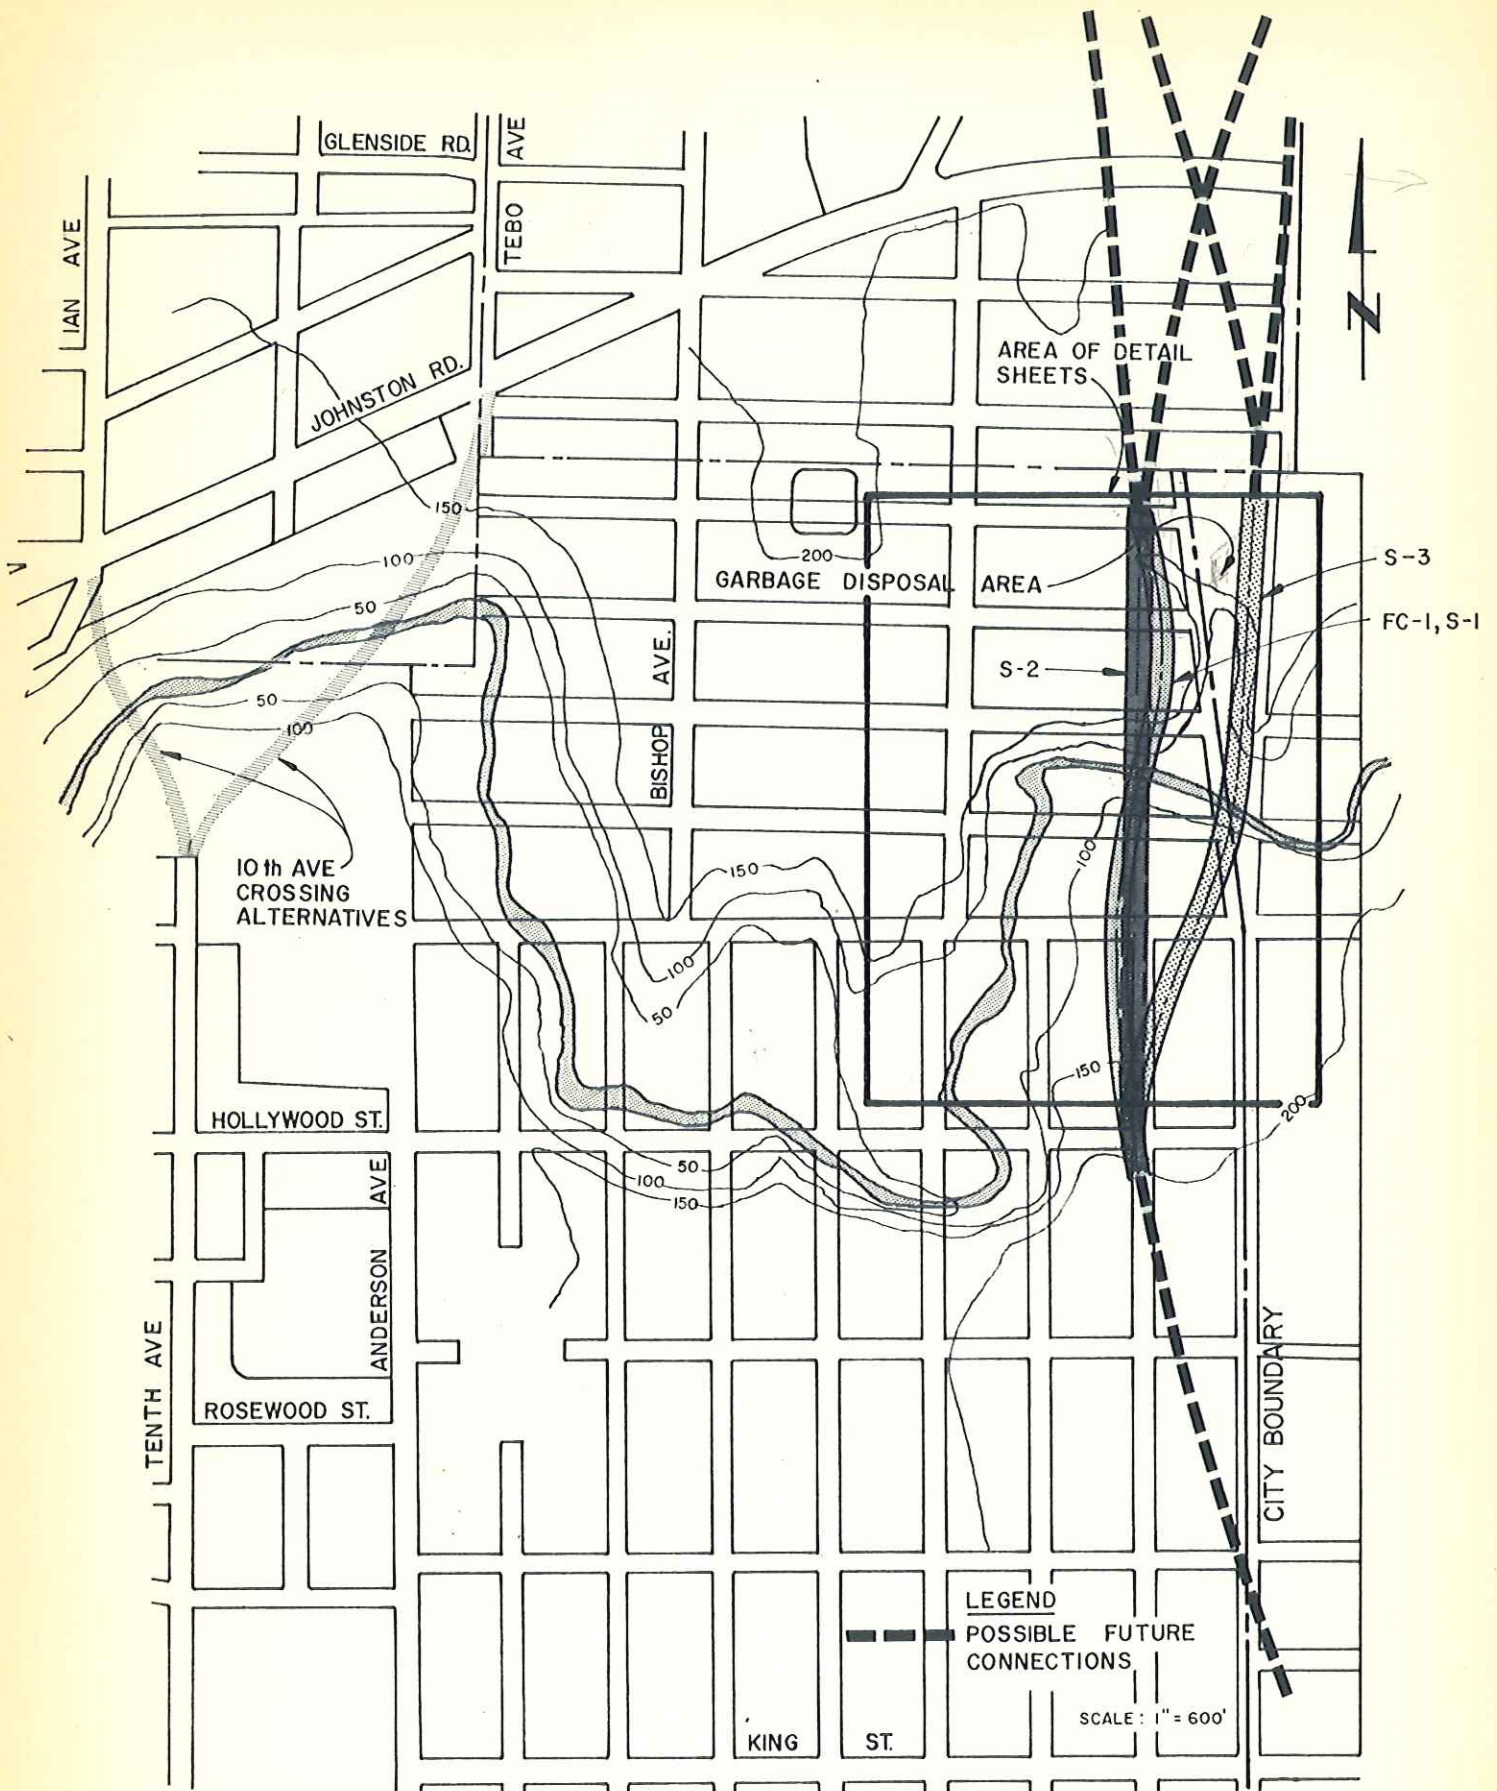 GLENSIDE RD.
TEBO AVE
LIAN AVE
JOHNSTON RD.
AREA OF DETAIL
SHEETS
N
150
100
50
200
GARBAGE DISPOSAL AREA
S-3
FC-1, S-1
S-2
BISHOP AVE.
50
100
10th AVE
CROSSING
ALTERNATIVES
150
100
100
50
150
200
HOLLYWOOD ST.
50
100
150
ANDERSON AVE
TENTH AVE
ROSEWOOD ST.
CITY BOUNDARY
LEGEND
POSSIBLE FUTURE
CONNECTIONS
SCALE: 1" = 600'
KING ST.